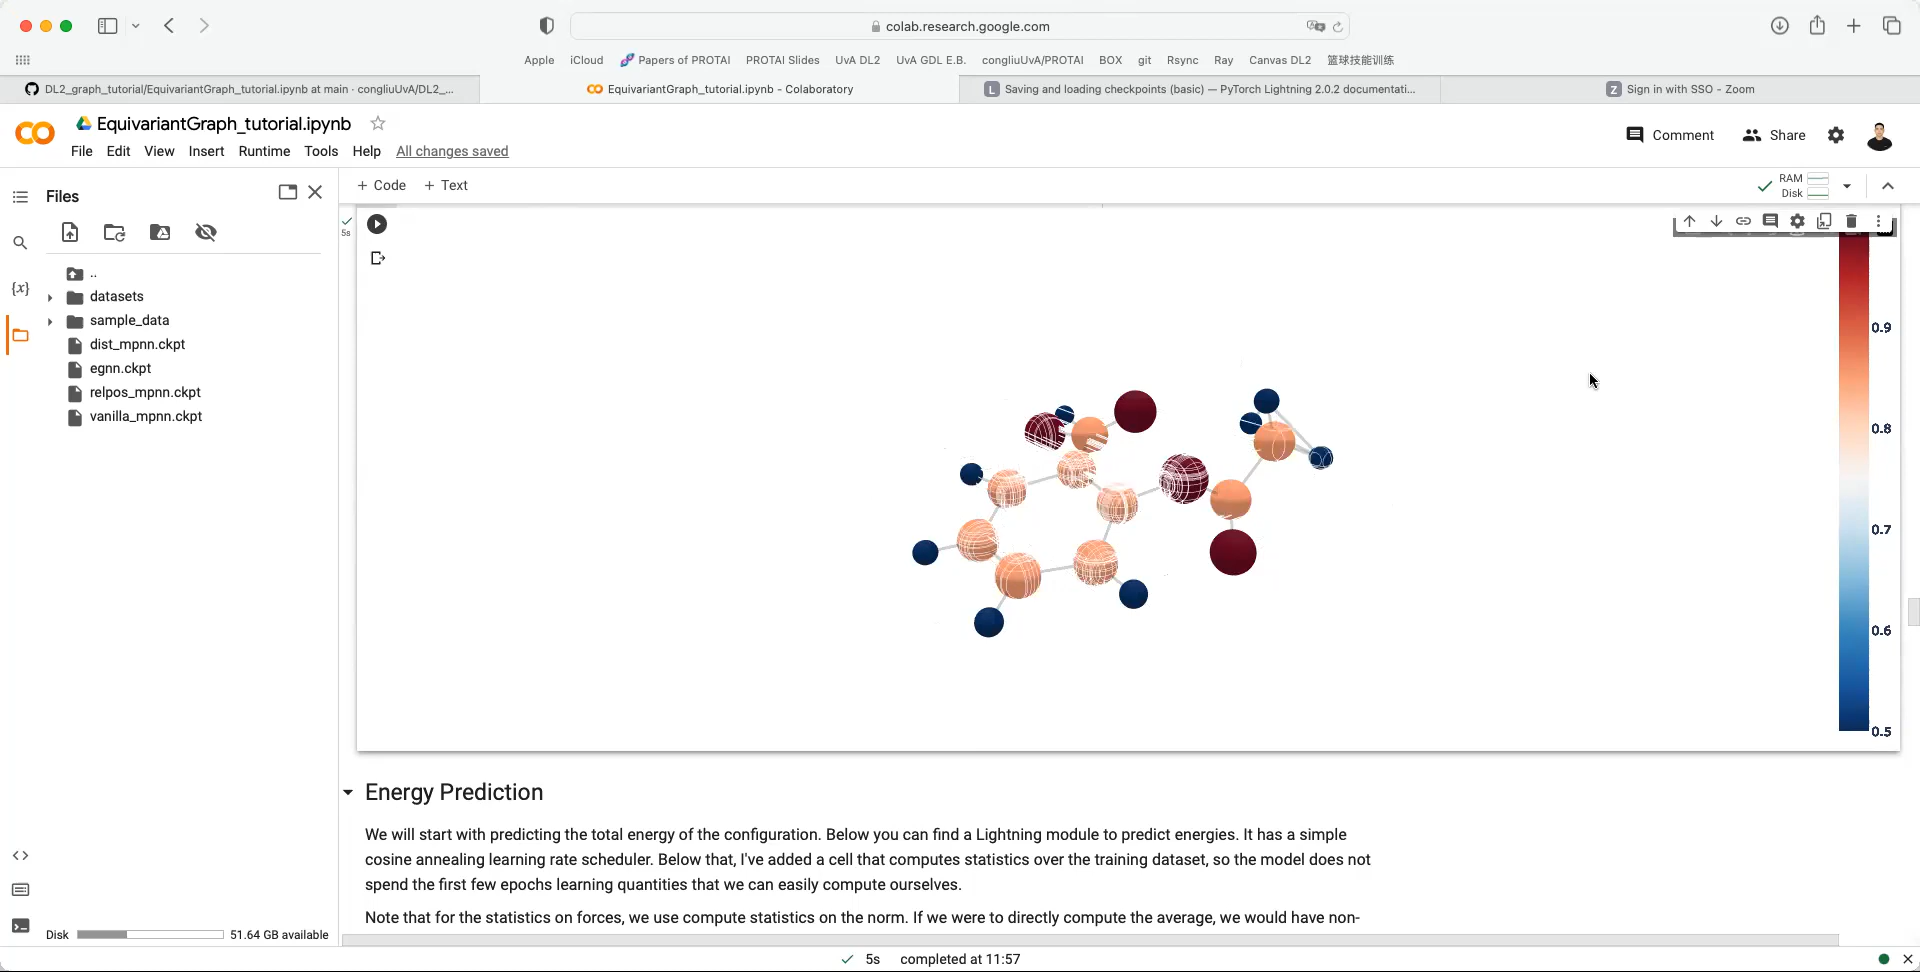 colab.research.google.com
Apple iCloud Papers of PROTAI PROTAI Slides UvA DL2 UvA GDL E.B. congliuUvA/PROTAI BOX git Rsync Ray Canvas DL2 篮球技能训练
DL2_graph_tutorial/EquivariantGraph_tutorial.ipynb at main · congliuUvA/DL2_... EquivariantGraph_tutorial.ipynb - Colaboratory L Saving and loading checkpoints (basic) — PyTorch Lightning 2.0.2 documentati... Z Sign in with SSO - Zoom
EquivariantGraph_tutorial.ipynb
Comment Share
File Edit View Insert Runtime Tools Help All changes saved
Files
+ Code + Text
RAM
Disk
5s
{x}
..
datasets
sample_data
dist_mpnn.ckpt
egnn.ckpt
relpos_mpnn.ckpt
vanilla_mpnn.ckpt
0.9
0.8
0.7
0.6
0.5
Energy Prediction
We will start with predicting the total energy of the configuration. Below you can find a Lightning module to predict energies. It has a simple
cosine annealing learning rate scheduler. Below that, I've added a cell that computes statistics over the training dataset, so the model does not
spend the first few epochs learning quantities that we can easily compute ourselves.
Note that for the statistics on forces, we use compute statistics on the norm. If we were to directly compute the average, we would have non-
Disk 51.64 GB available
5s completed at 11:57